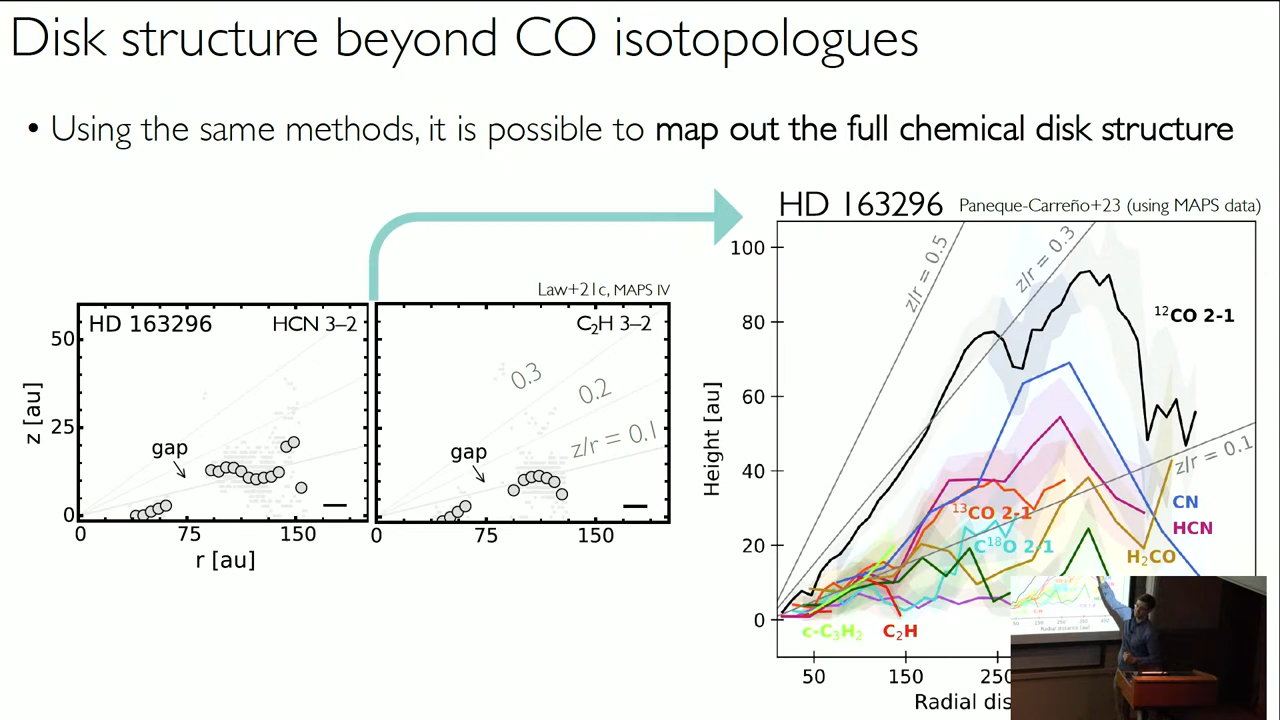 Disk structure beyond CO isotopologues
• Using the same methods, it is possible to map out the full chemical disk structure
HD 163296 Paneque-Carreño+23 (using MAPS data)
Law+21c, MAPS IV
HD 163296 HCN 3–2
C₂H 3–2
50
25
0
z [au]
gap
gap
0.3
0.2
z/r = 0.1
0 75 150
0 75 150
r [au]
100
80
60
40
20
0
Height [au]
z/r = 0.5
z/r = 0.3
z/r = 0.1
¹²CO 2-1
¹³CO 2-1
C¹⁸O 2-1
CN
HCN
H₂CO
c-C₃H₂
C₂H
50 150 250
Radial dis
Radial distance [au]